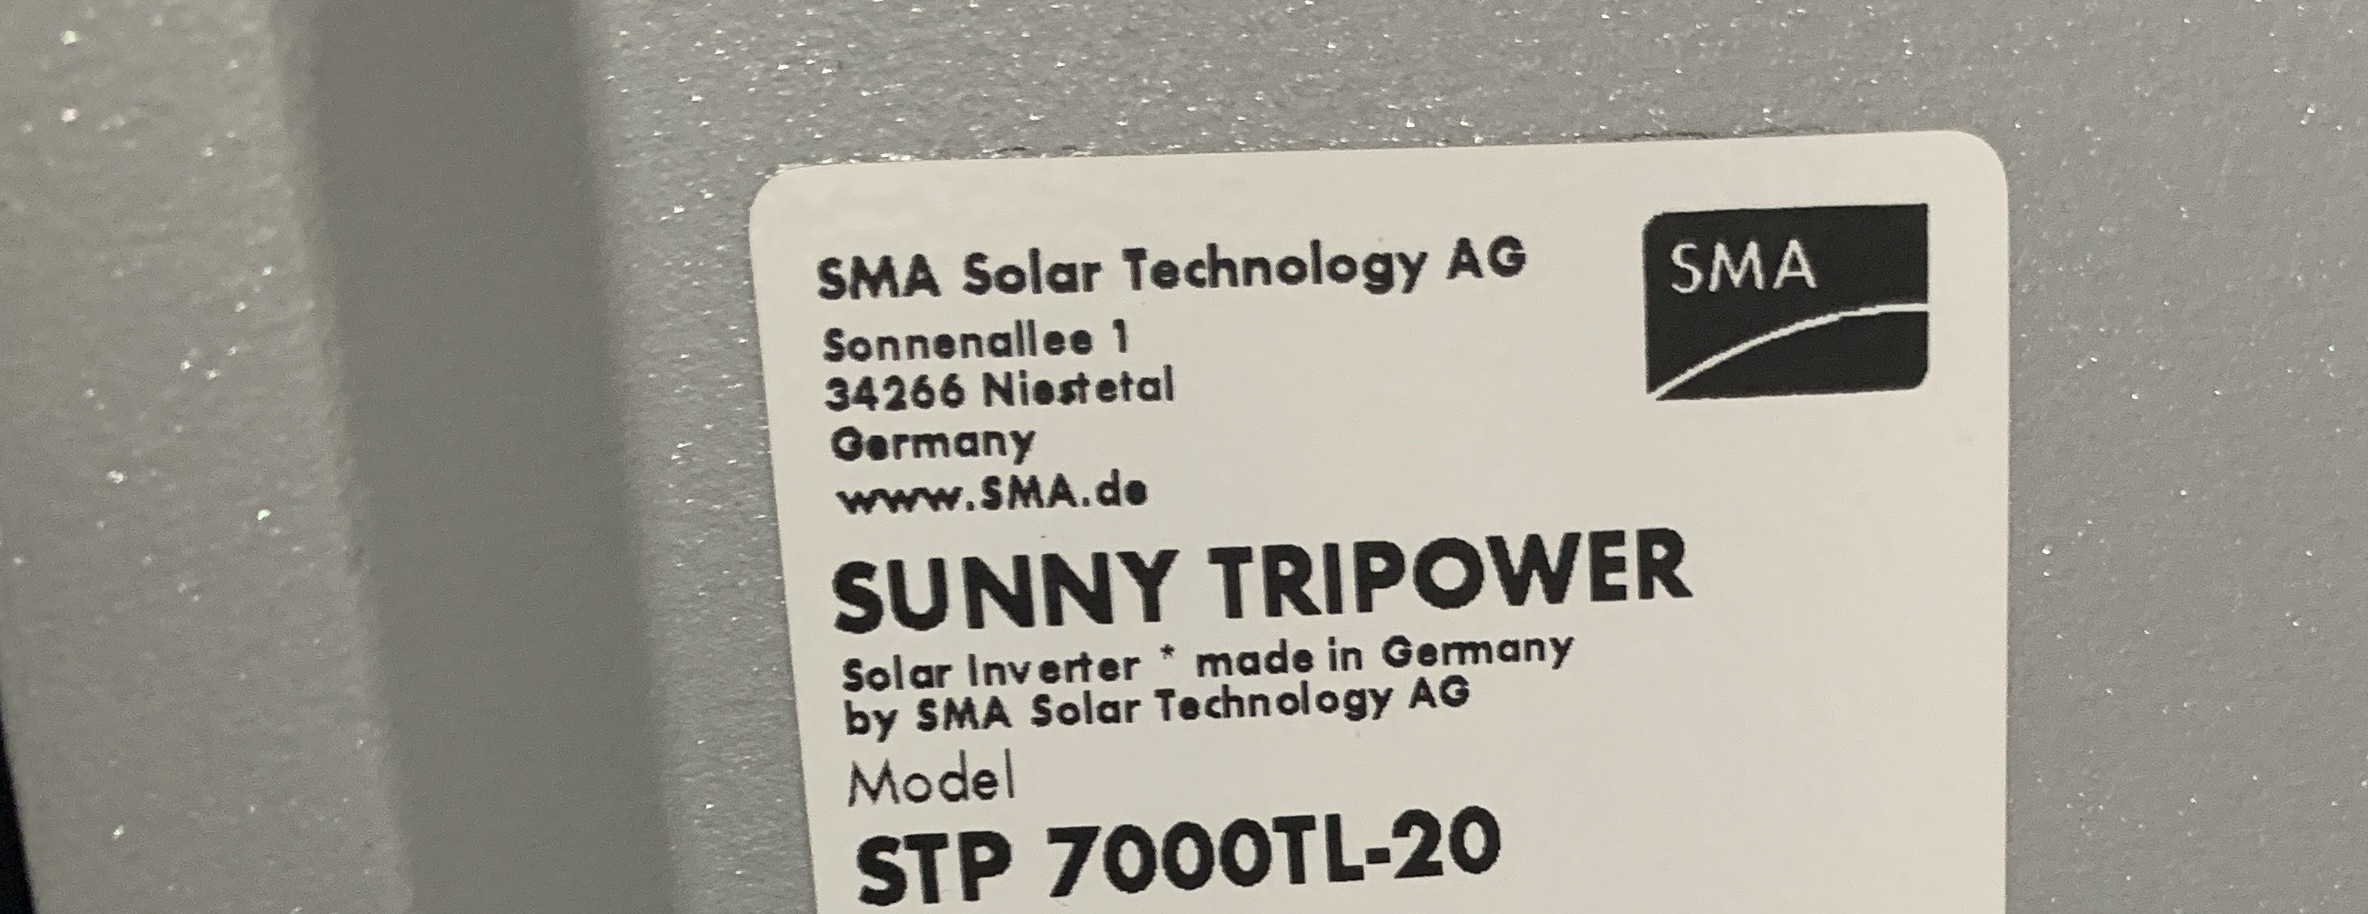 SMA Solar Technology AG
SMA
Sonnenallee 1
34266 Niestetal
Germany
www.SMA.de
SUNNY TRIPOWER
Solar Inverter * made in Germany
by SMA Solar Technology AG
Model
STP 7000TL-20